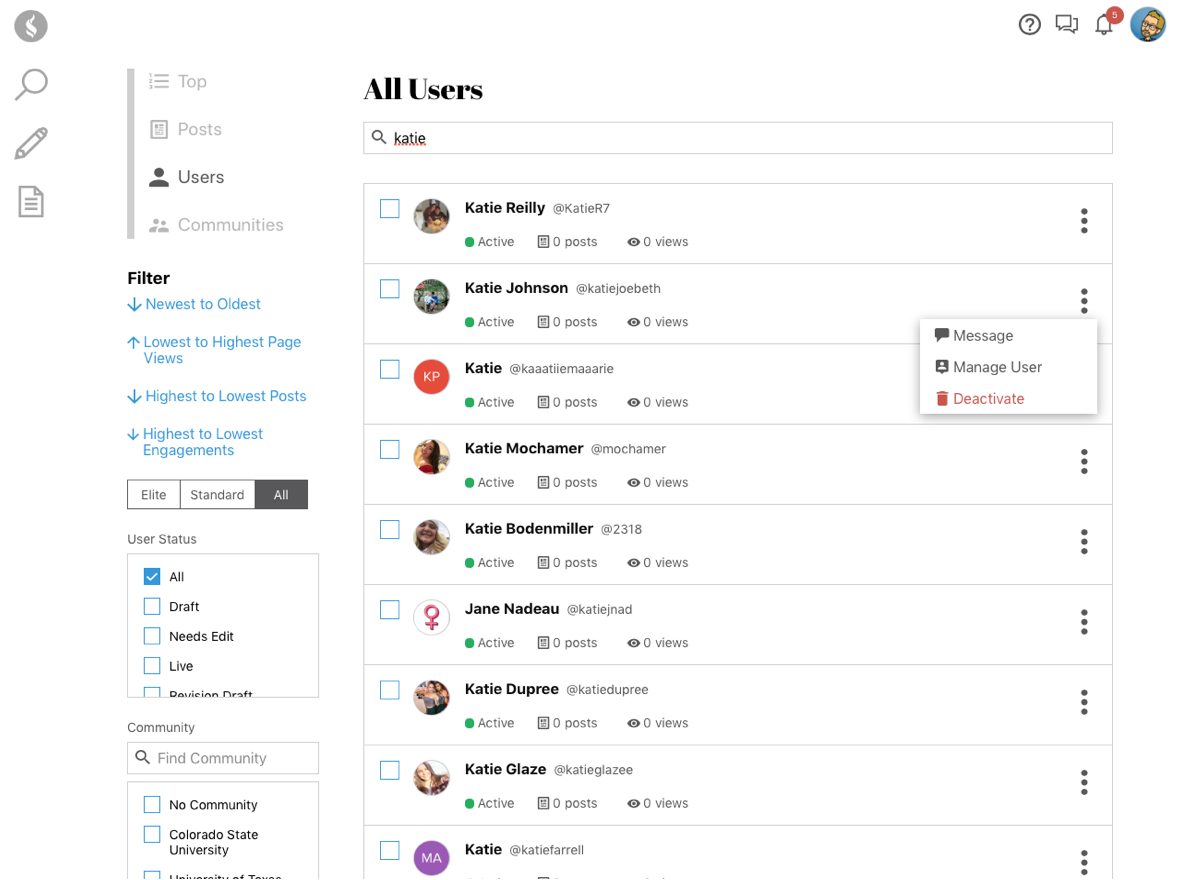 5
Top
Posts
Users
Communities
Filter
Newest to Oldest
Lowest to Highest Page
Views
Highest to Lowest Posts
Highest to Lowest
Engagements
Elite Standard All
User Status
All
Draft
Needs Edit
Live
Revision Draft
Community
Find Community
No Community
Colorado State
University
University of Texas
All Users
katie
Katie Reilly @KatieR7
Active 0 posts 0 views
Katie Johnson @katiejoebeth
Active 0 posts 0 views
Message
Manage User
Deactivate
KP
Katie @kaaatiiemaaarie
Active 0 posts 0 views
Katie Mochamer @mochamer
Active 0 posts 0 views
Katie Bodenmiller @2318
Active 0 posts 0 views
Jane Nadeau @katiejnad
Active 0 posts 0 views
Katie Dupree @katiedupree
Active 0 posts 0 views
Katie Glaze @katieglazee
Active 0 posts 0 views
MA
Katie @katiefarrell